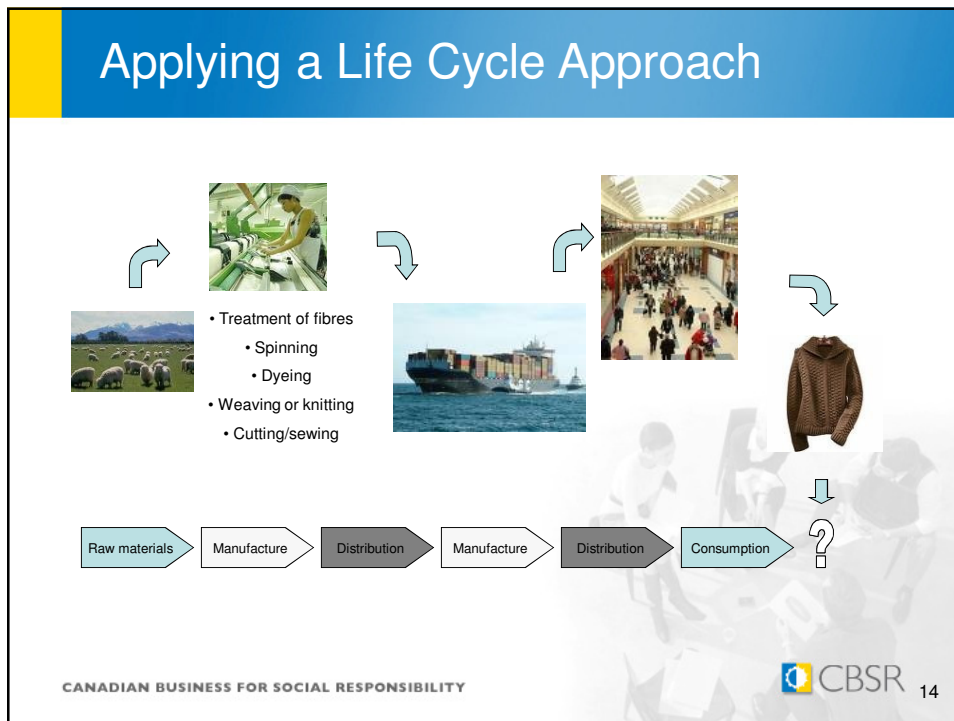 Applying a Life Cycle Approach
• Treatment of fibres
• Spinning
• Dyeing
• Weaving or knitting
• Cutting/sewing
Raw materials
Manufacture
Distribution
Manufacture
Distribution
Consumption
?
CANADIAN BUSINESS FOR SOCIAL RESPONSIBILITY
CBSR
14